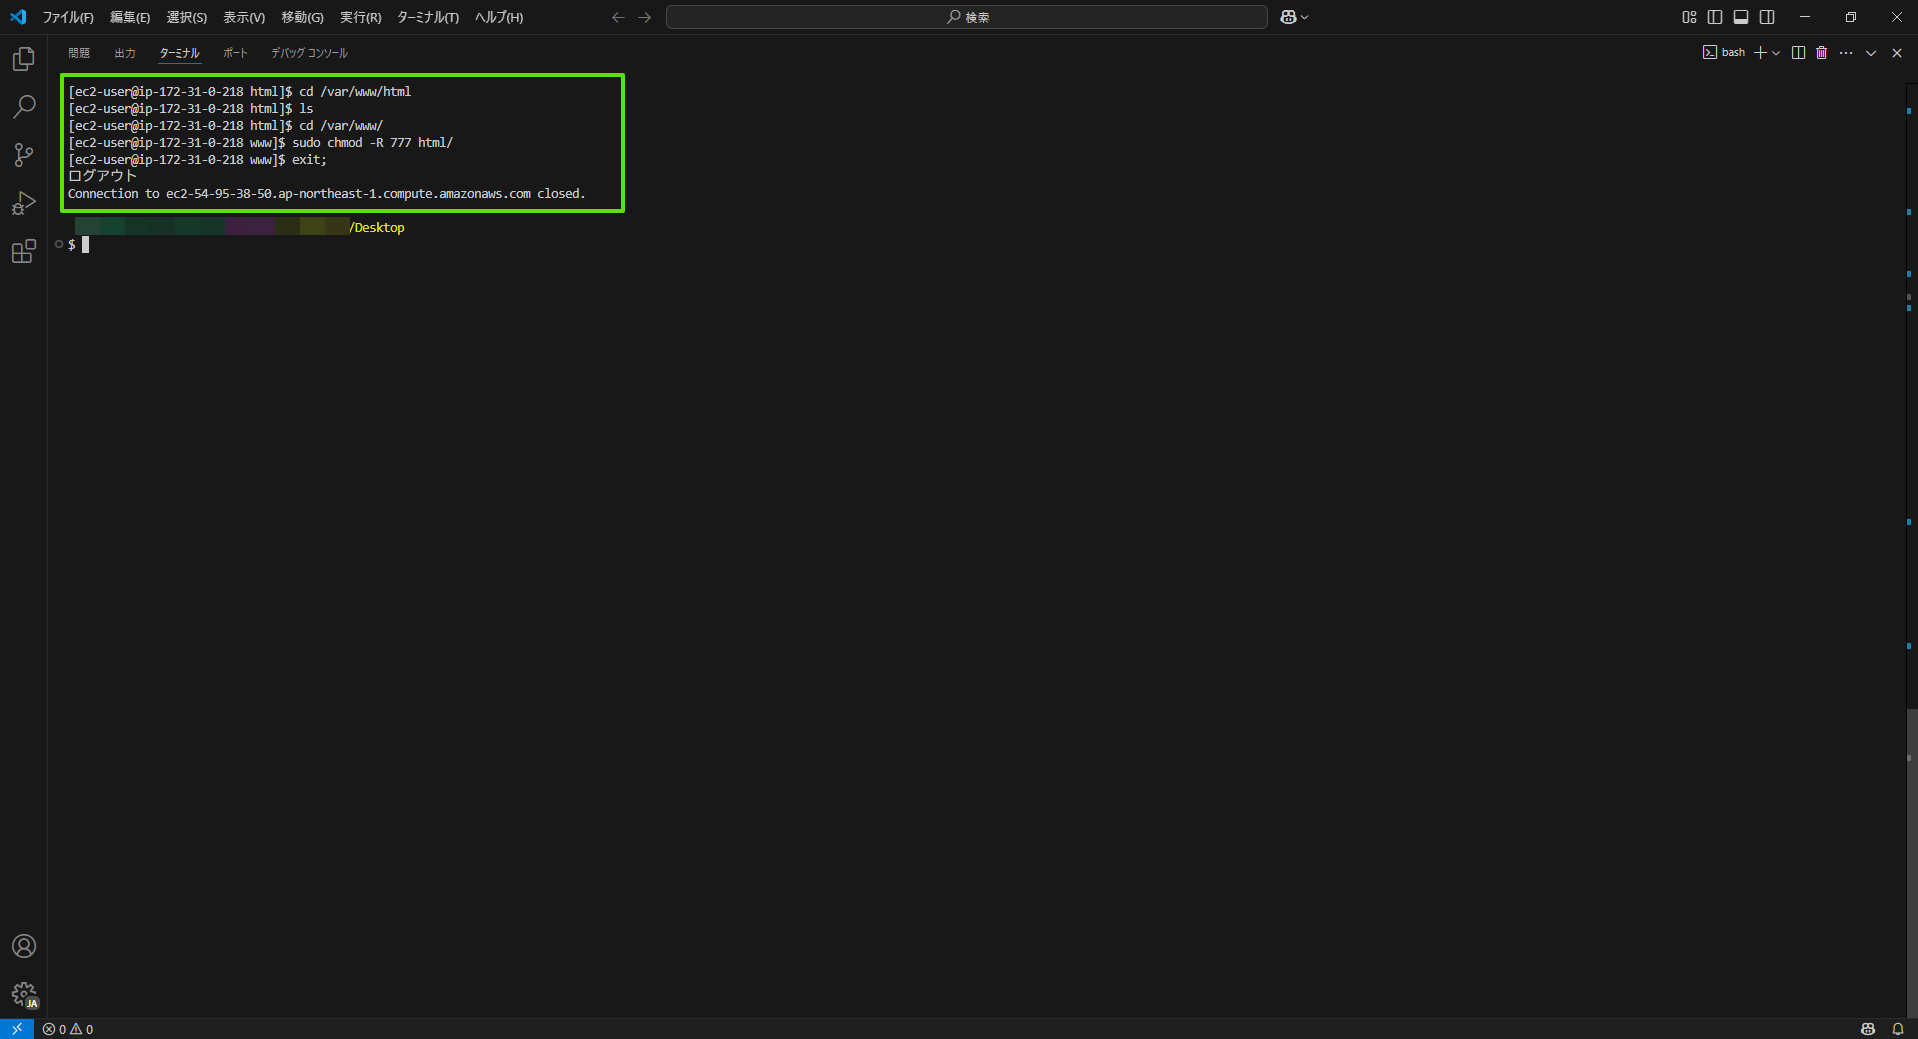 ファイル(F) 編集(E) 選択(S) 表示(V) 移動(G) 実行(R) ターミナル(T) ヘルプ(H)
検索
問題 出力 ターミナル ポート デバッグ コンソール
bash
[ec2-user@ip-172-31-0-218 html]$ cd /var/www/html
[ec2-user@ip-172-31-0-218 html]$ ls
[ec2-user@ip-172-31-0-218 html]$ cd /var/www/
[ec2-user@ip-172-31-0-218 www]$ sudo chmod -R 777 html/
[ec2-user@ip-172-31-0-218 www]$ exit;
ログアウト
Connection to ec2-54-95-38-50.ap-northeast-1.compute.amazonaws.com closed.
/Desktop
$
JA
0 0